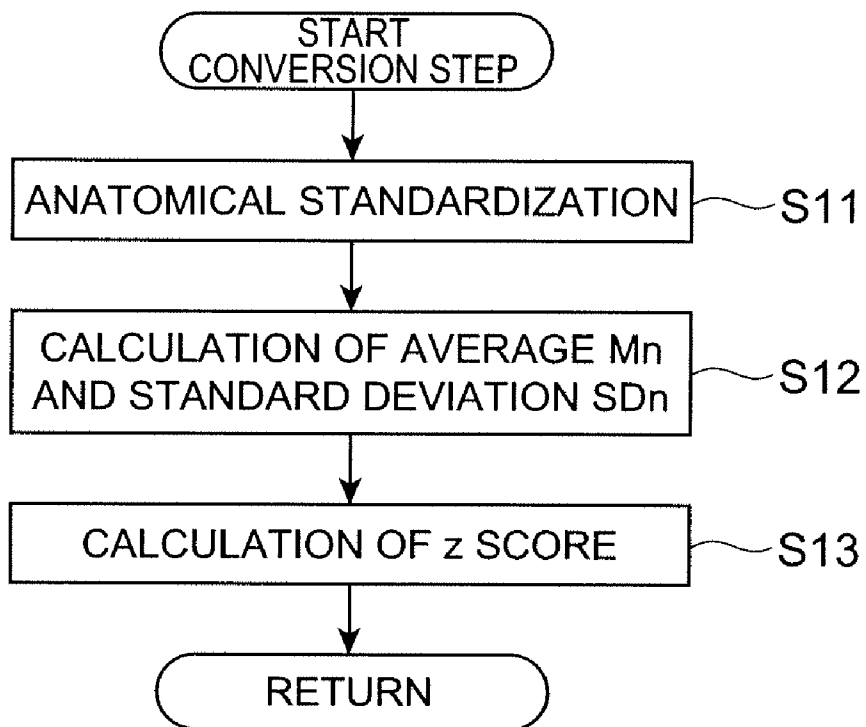 START
CONVERSION STEP
ANATOMICAL STANDARDIZATION
S11
CALCULATION OF AVERAGE Mn
AND STANDARD DEVIATION SDn
S12
CALCULATION OF z SCORE
S13
RETURN